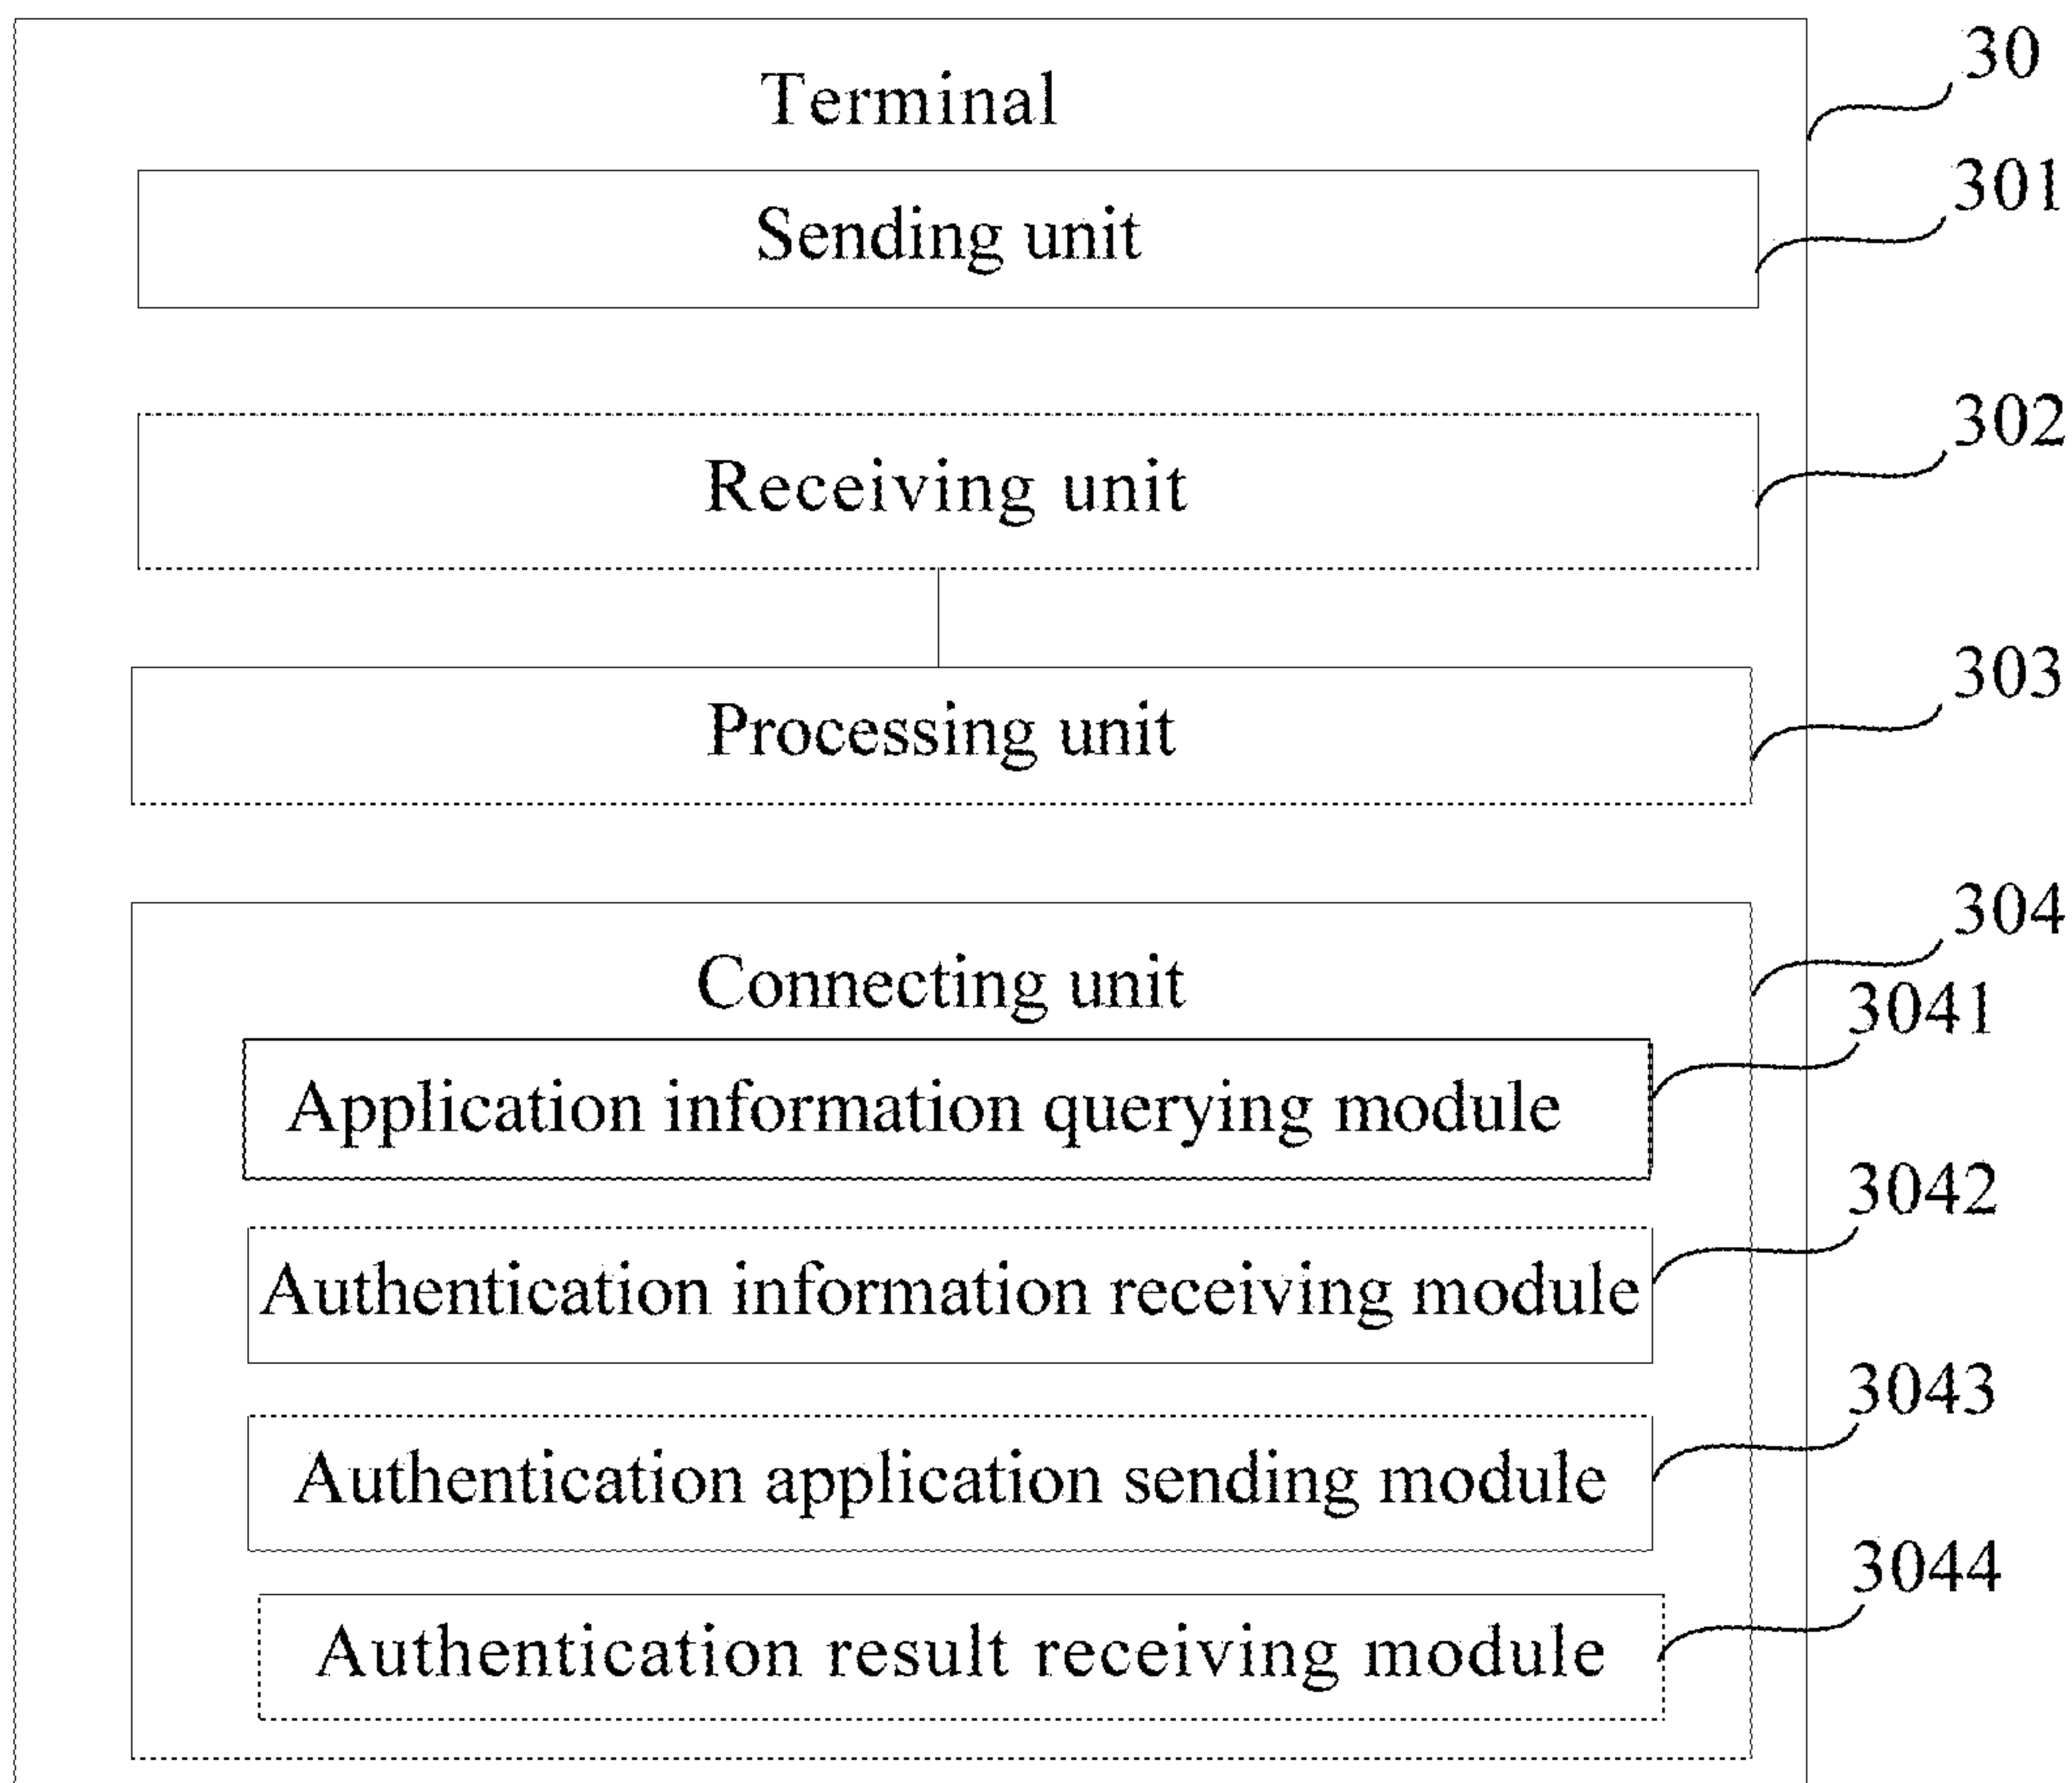 Terminal
30
Sending unit
301
Receiving unit
302
Processing unit
303
Connecting unit
304
Application information querying module
3041
Authentication information receiving module
3042
Authentication application sending module
3043
Authentication result receiving module
3044